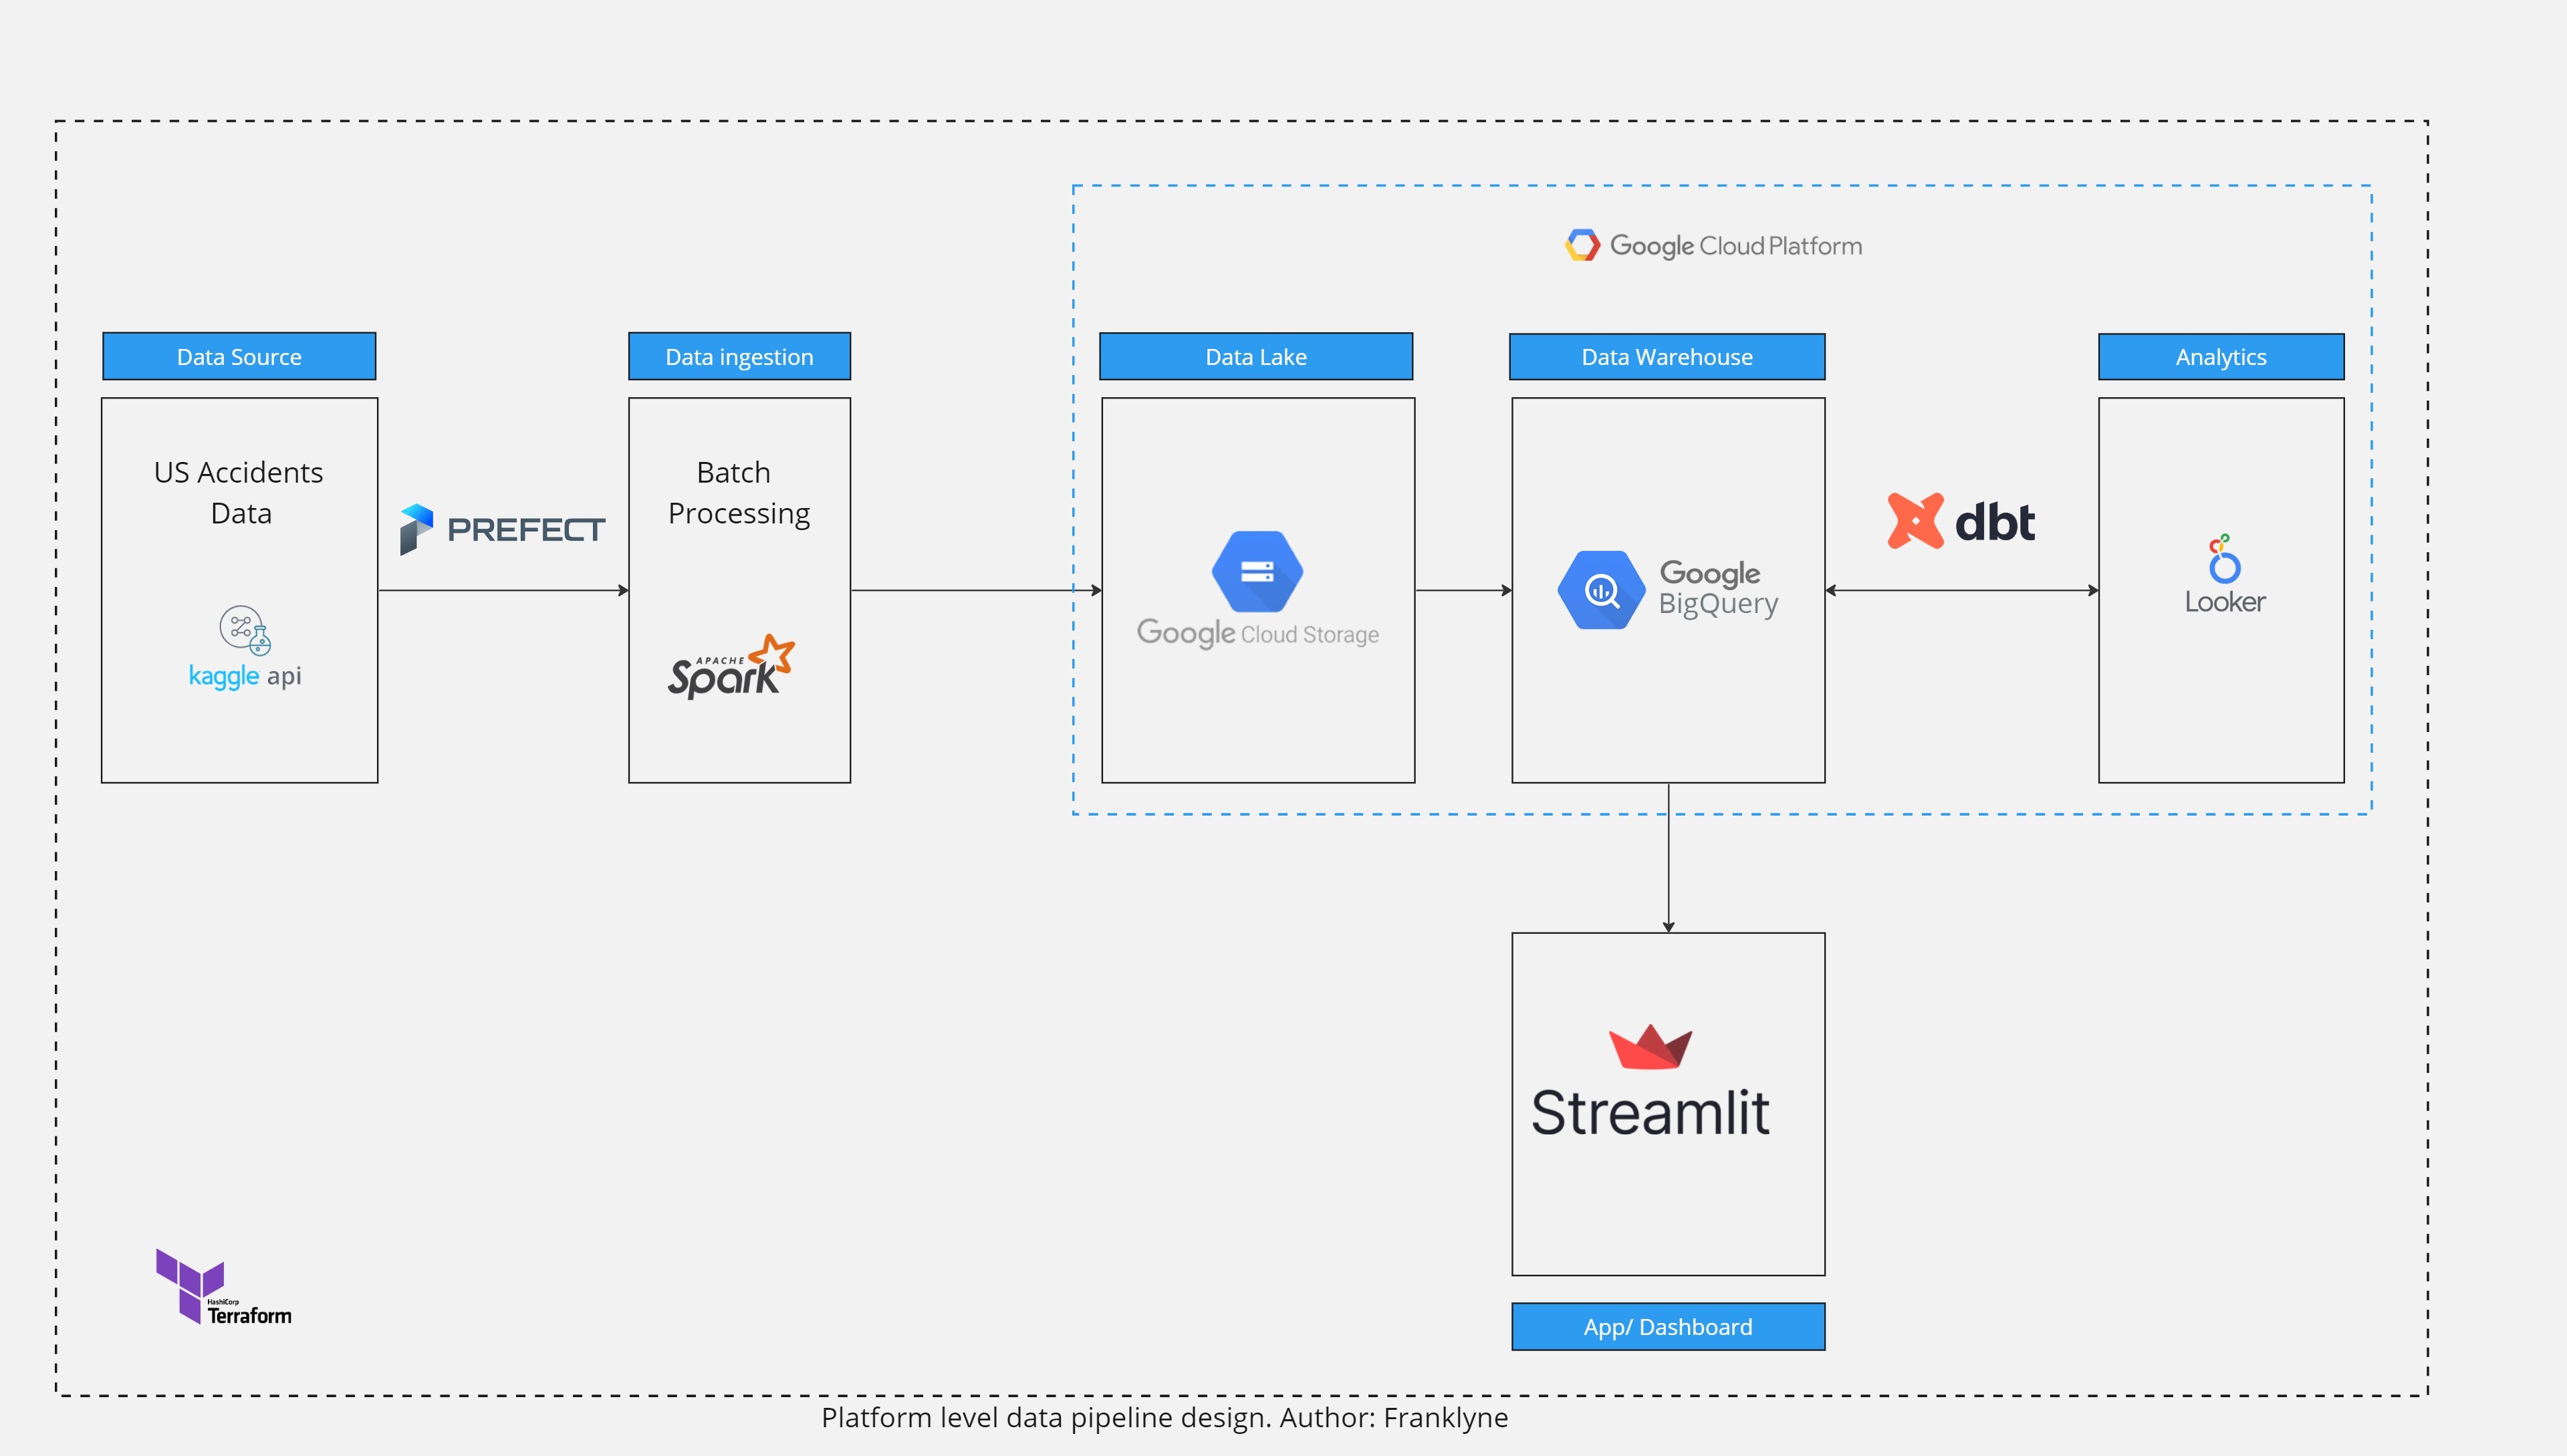 Google Cloud Platform
Data Source
Data ingestion
Data Lake
Data Warehouse
Analytics
US Accidents
Data
kaggle api
PREFECT
Batch
Processing
APACHE
Spark
Google Cloud Storage
Google
BigQuery
dbt
Looker
Streamlit
App/ Dashboard
HashiCorp
Terraform
Platform level data pipeline design. Author: Franklyne